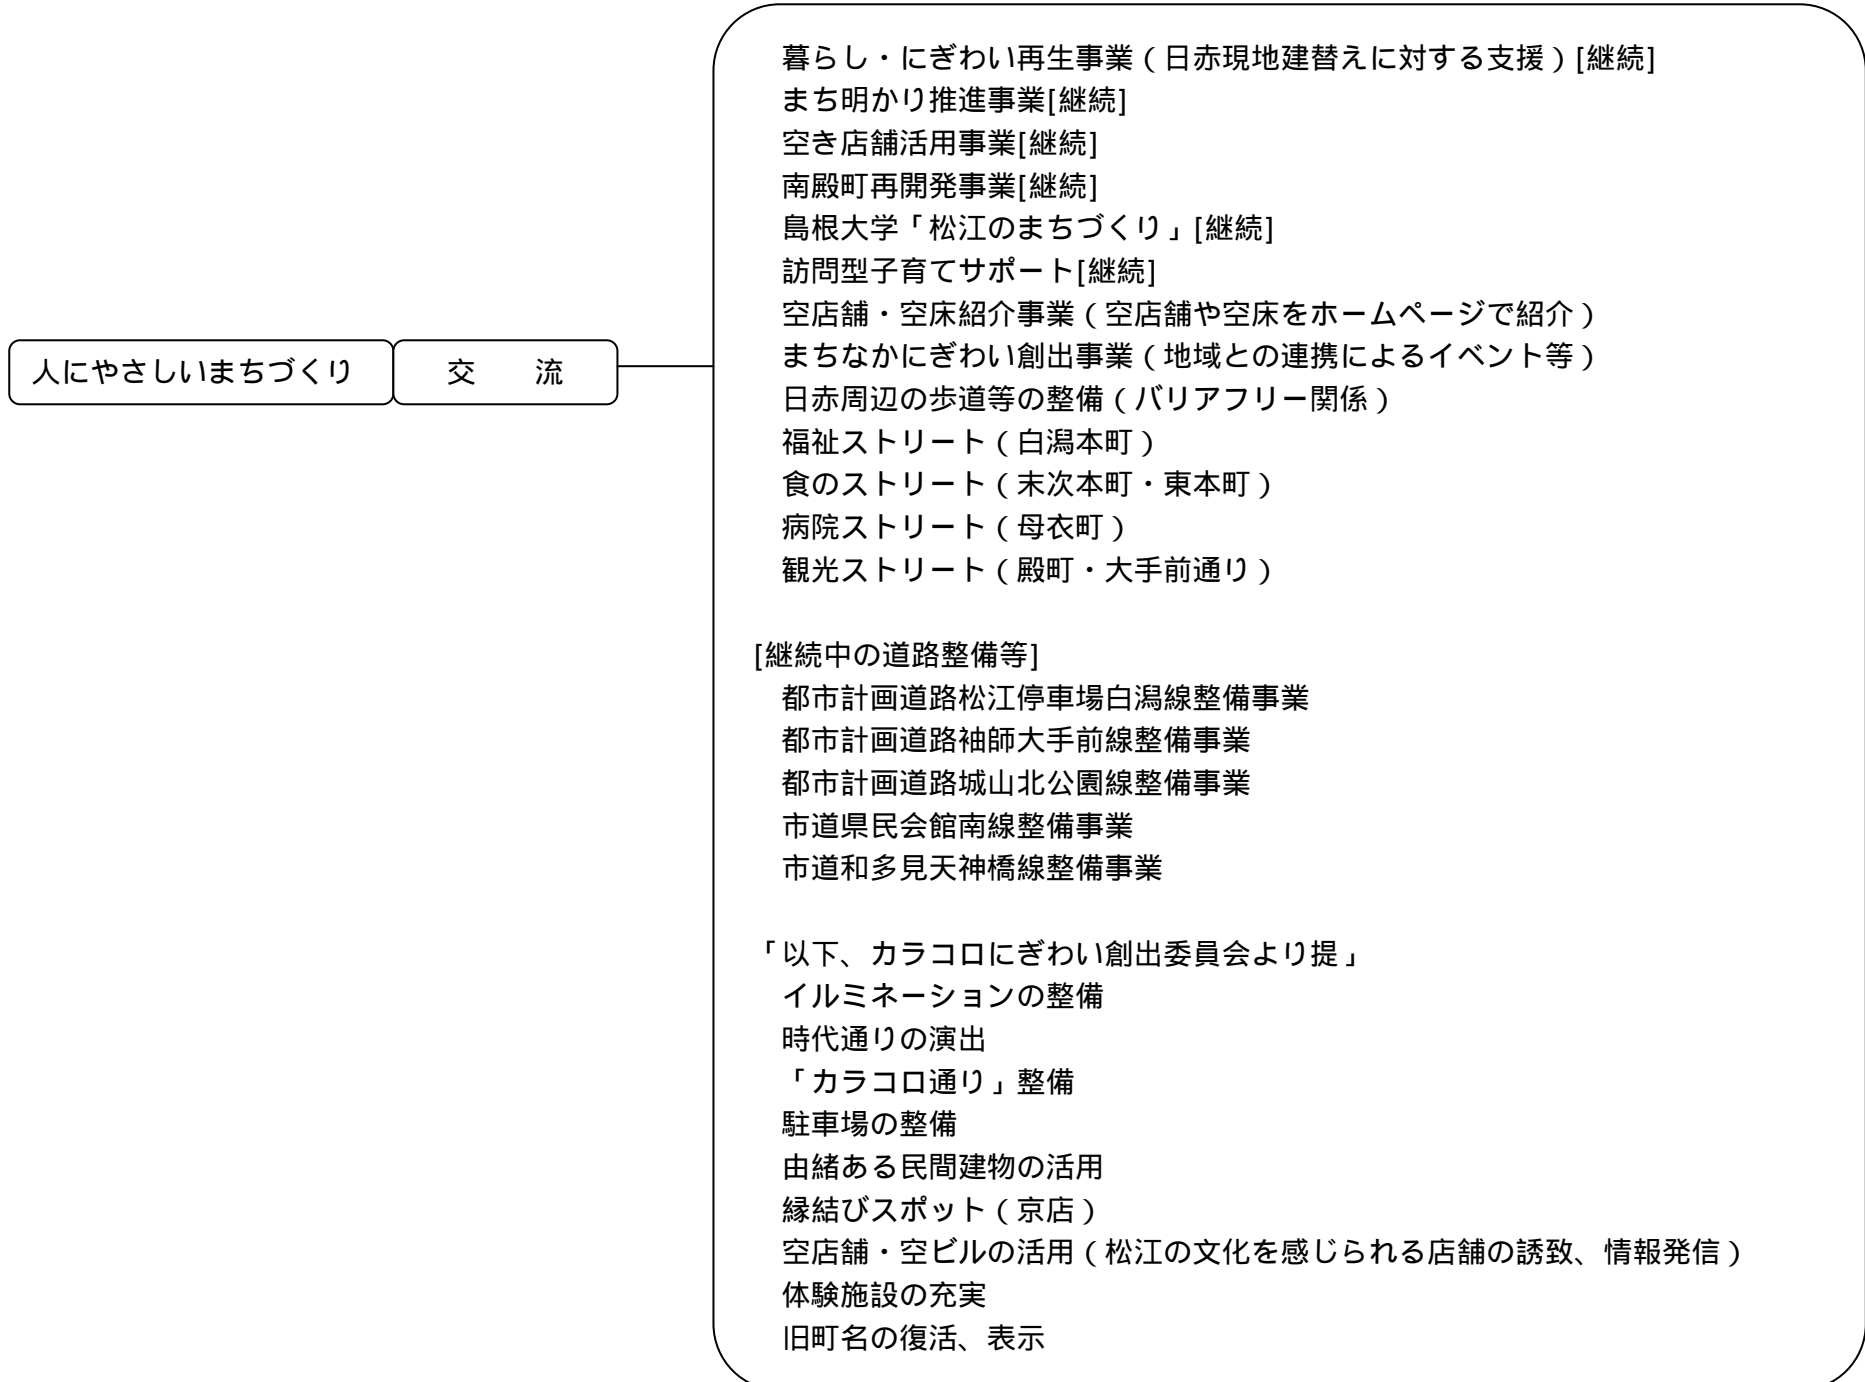 人にやさしいまちづくり
交　　流
暮らし・にぎわい再生事業（日赤現地建替えに対する支援）[継続]
まち明かり推進事業[継続]
空き店舗活用事業[継続]
南殿町再開発事業[継続]
島根大学「松江のまちづくり」[継続]
訪問型子育てサポート[継続]
空店舗・空床紹介事業（空店舗や空床をホームページで紹介）
まちなかにぎわい創出事業（地域との連携によるイベント等）
日赤周辺の歩道等の整備（バリアフリー関係）
福祉ストリート（白潟本町）
食のストリート（末次本町・東本町）
病院ストリート（母衣町）
観光ストリート（殿町・大手前通り）
[継続中の道路整備等]
都市計画道路松江停車場白潟線整備事業
都市計画道路袖師大手前線整備事業
都市計画道路城山北公園線整備事業
市道県民会館南線整備事業
市道和多見天神橋線整備事業
「以下、カラコロにぎわい創出委員会より提」
イルミネーションの整備
時代通りの演出
「カラコロ通り」整備
駐車場の整備
由緒ある民間建物の活用
縁結びスポット（京店）
空店舗・空ビルの活用（松江の文化を感じられる店舗の誘致、情報発信）
体験施設の充実
旧町名の復活、表示